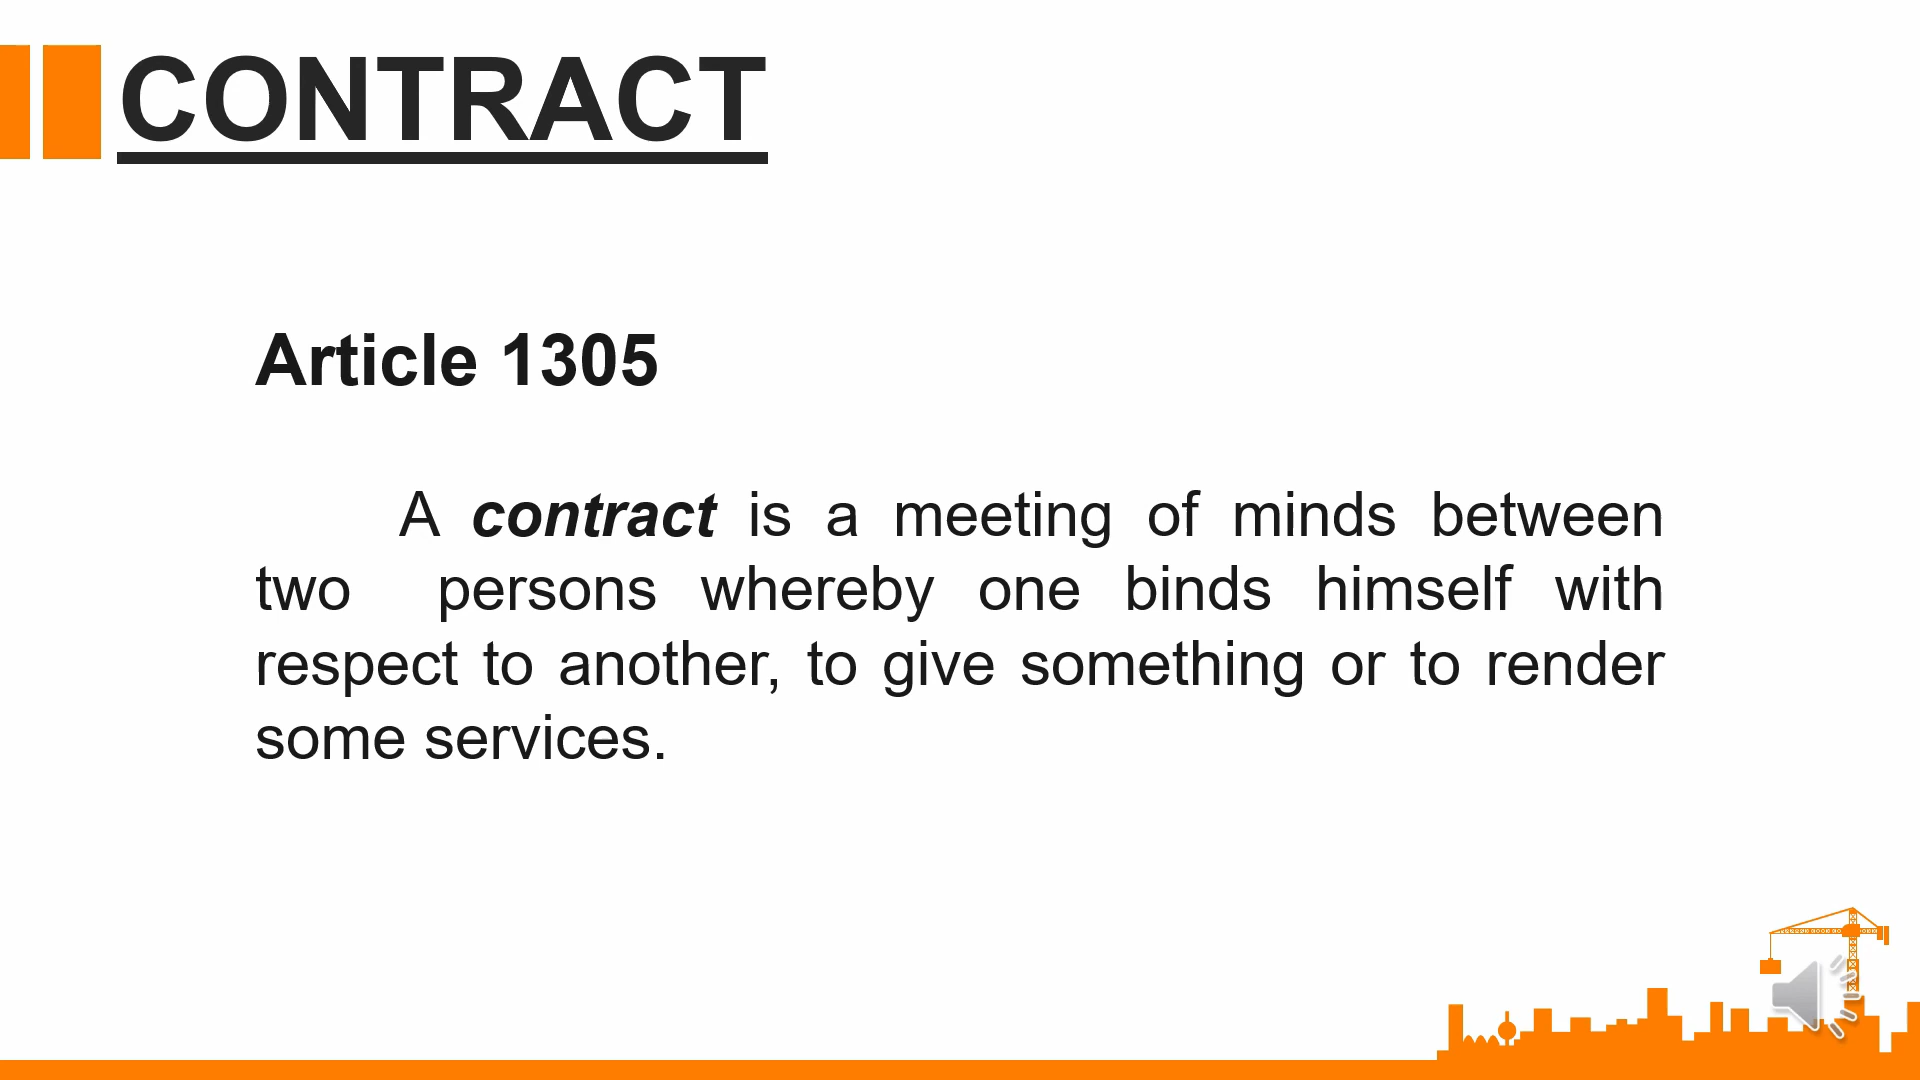 CONTRACT
Article 1305
A contract is a meeting of minds between
two persons whereby one binds himself with
respect to another, to give something or to render
some services.